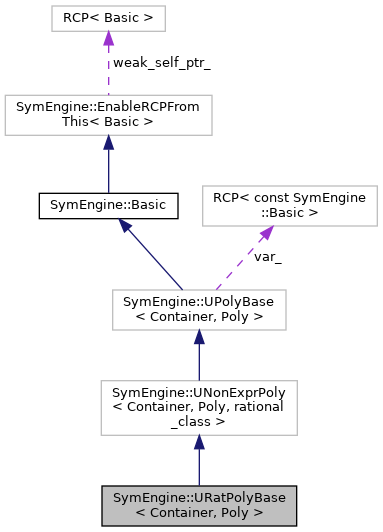 RCP< Basic >
weak_self_ptr_
SymEngine::EnableRCPFrom
This< Basic >
SymEngine::Basic
RCP< const SymEngine
::Basic >
var_
SymEngine::UPolyBase
< Container, Poly >
SymEngine::UNonExprPoly
< Container, Poly, rational
_class >
SymEngine::URatPolyBase
< Container, Poly >